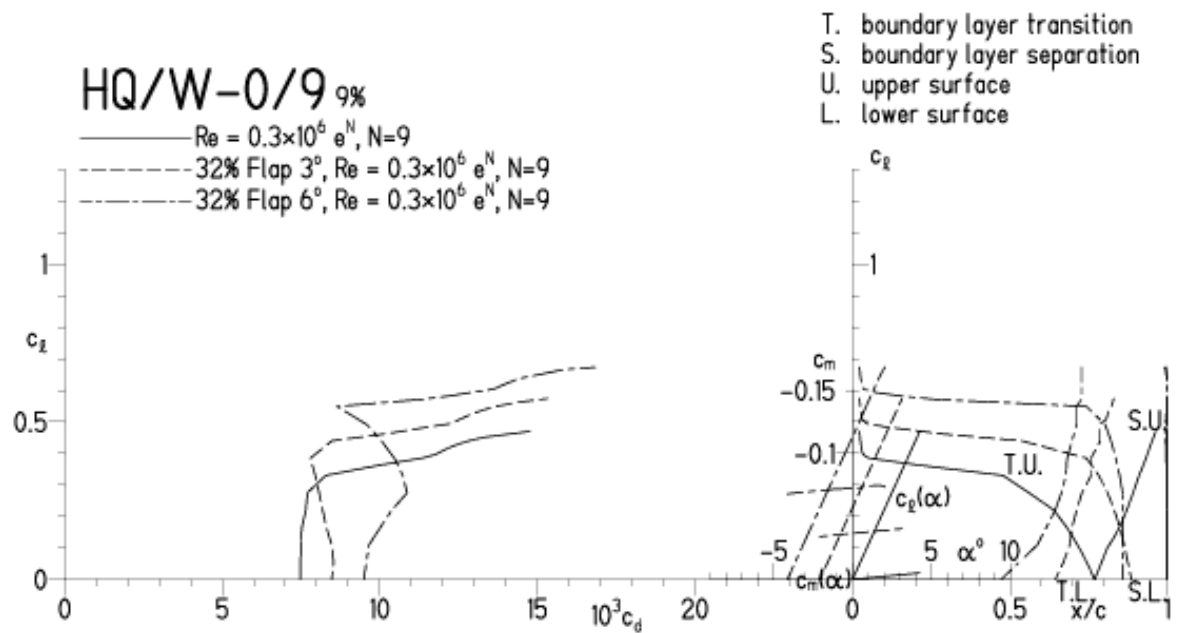 T. boundary layer transition
S. boundary layer separation
U. upper surface
L. lower surface
HQ/W-0/9 9%
Re = 0.3×10⁶ eᴺ, N=9
32% Flap 3°, Re = 0.3×10⁶ eᴺ, N=9
32% Flap 6°, Re = 0.3×10⁶ eᴺ, N=9
cℓ
1
1
cℓ
cm
-0.15
0.5
S.U.
-0.1
T.U.
cℓ(α)
-5
5 α° 10
0
cm(α)
T.L.
S.L.
0
5
10
15
10³cd
20
0
0.5
x/c
1